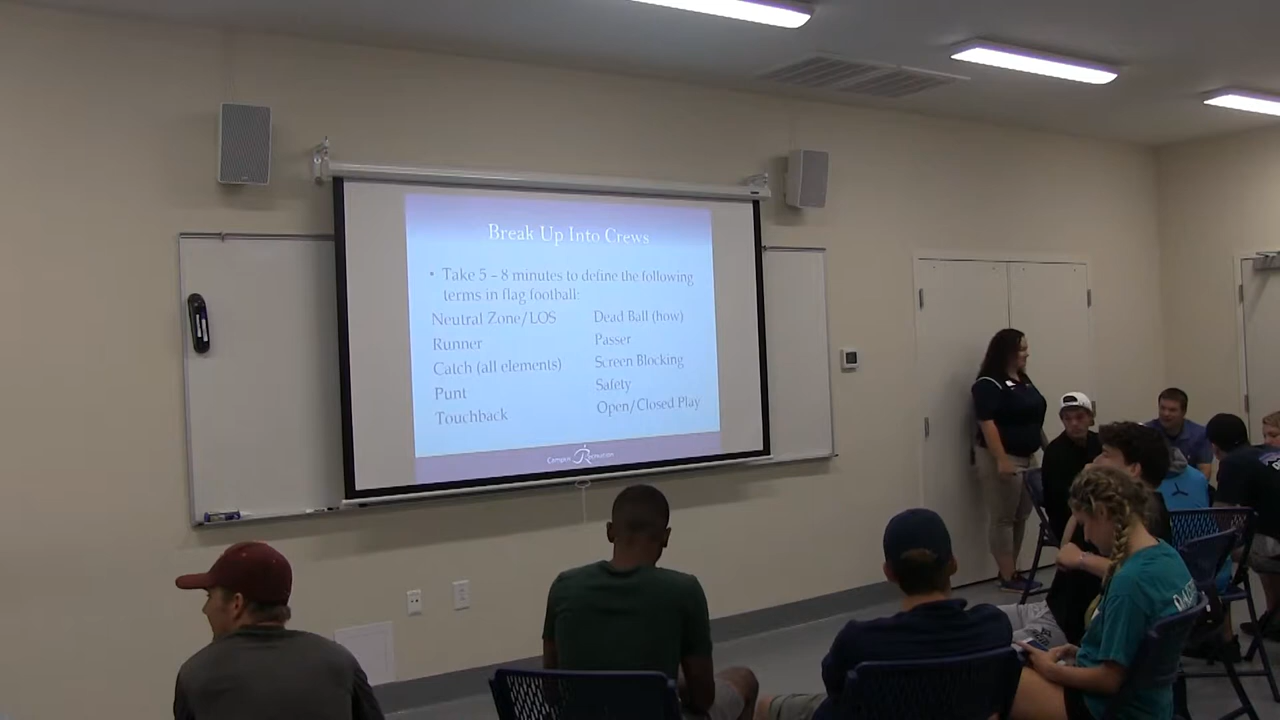 Break Up Into Crews
• Take 5 – 8 minutes to define the following
terms in flag football:
Neutral Zone/LOS
Runner
Catch (all elements)
Punt
Touchback
Dead Ball (how)
Passer
Screen Blocking
Safety
Open/Closed Play
Campus Recreation